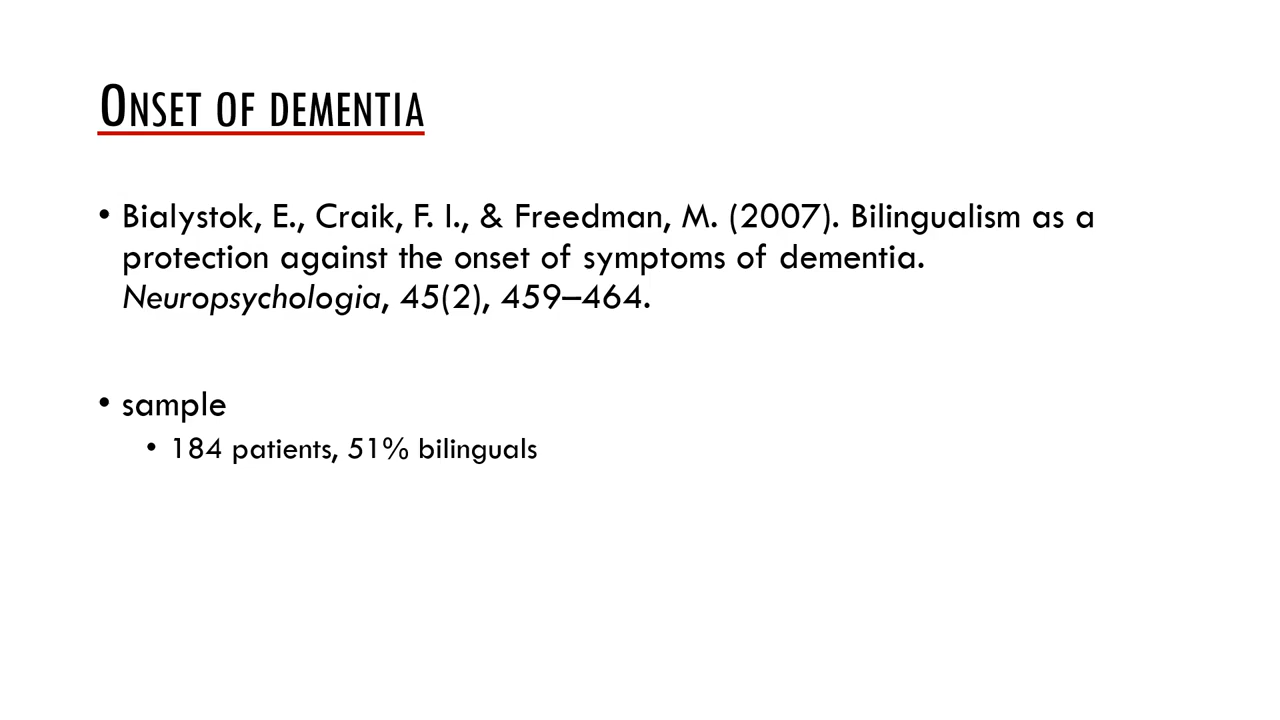 Onset of dementia
• Bialystok, E., Craik, F. I., & Freedman, M. (2007). Bilingualism as a
protection against the onset of symptoms of dementia.
Neuropsychologia, 45(2), 459–464.
• sample
• 184 patients, 51% bilinguals